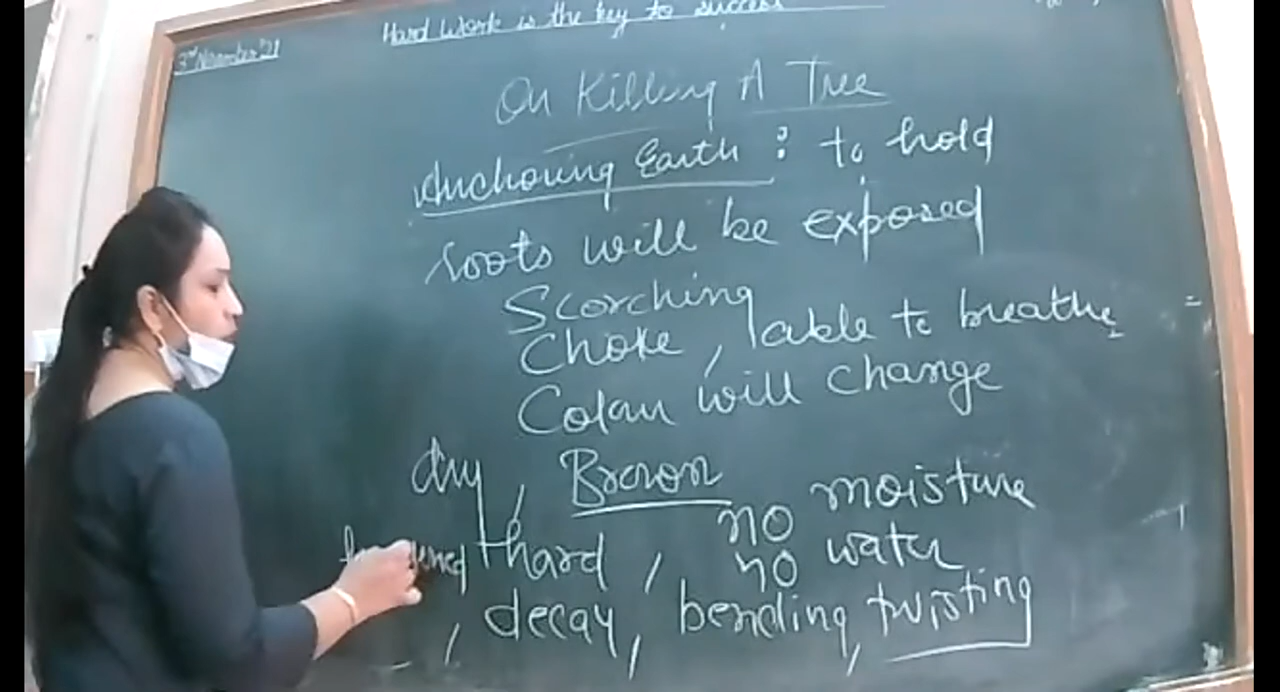 Hard work is the key to success
3rd November '21
On Killing A Tree
Anchoring Earth : to hold
roots will be exposed
Scorching
Choke, able to breathe
Colour will change
dry, Brown
no moisture
hard, no water
, decay, bending, twisting